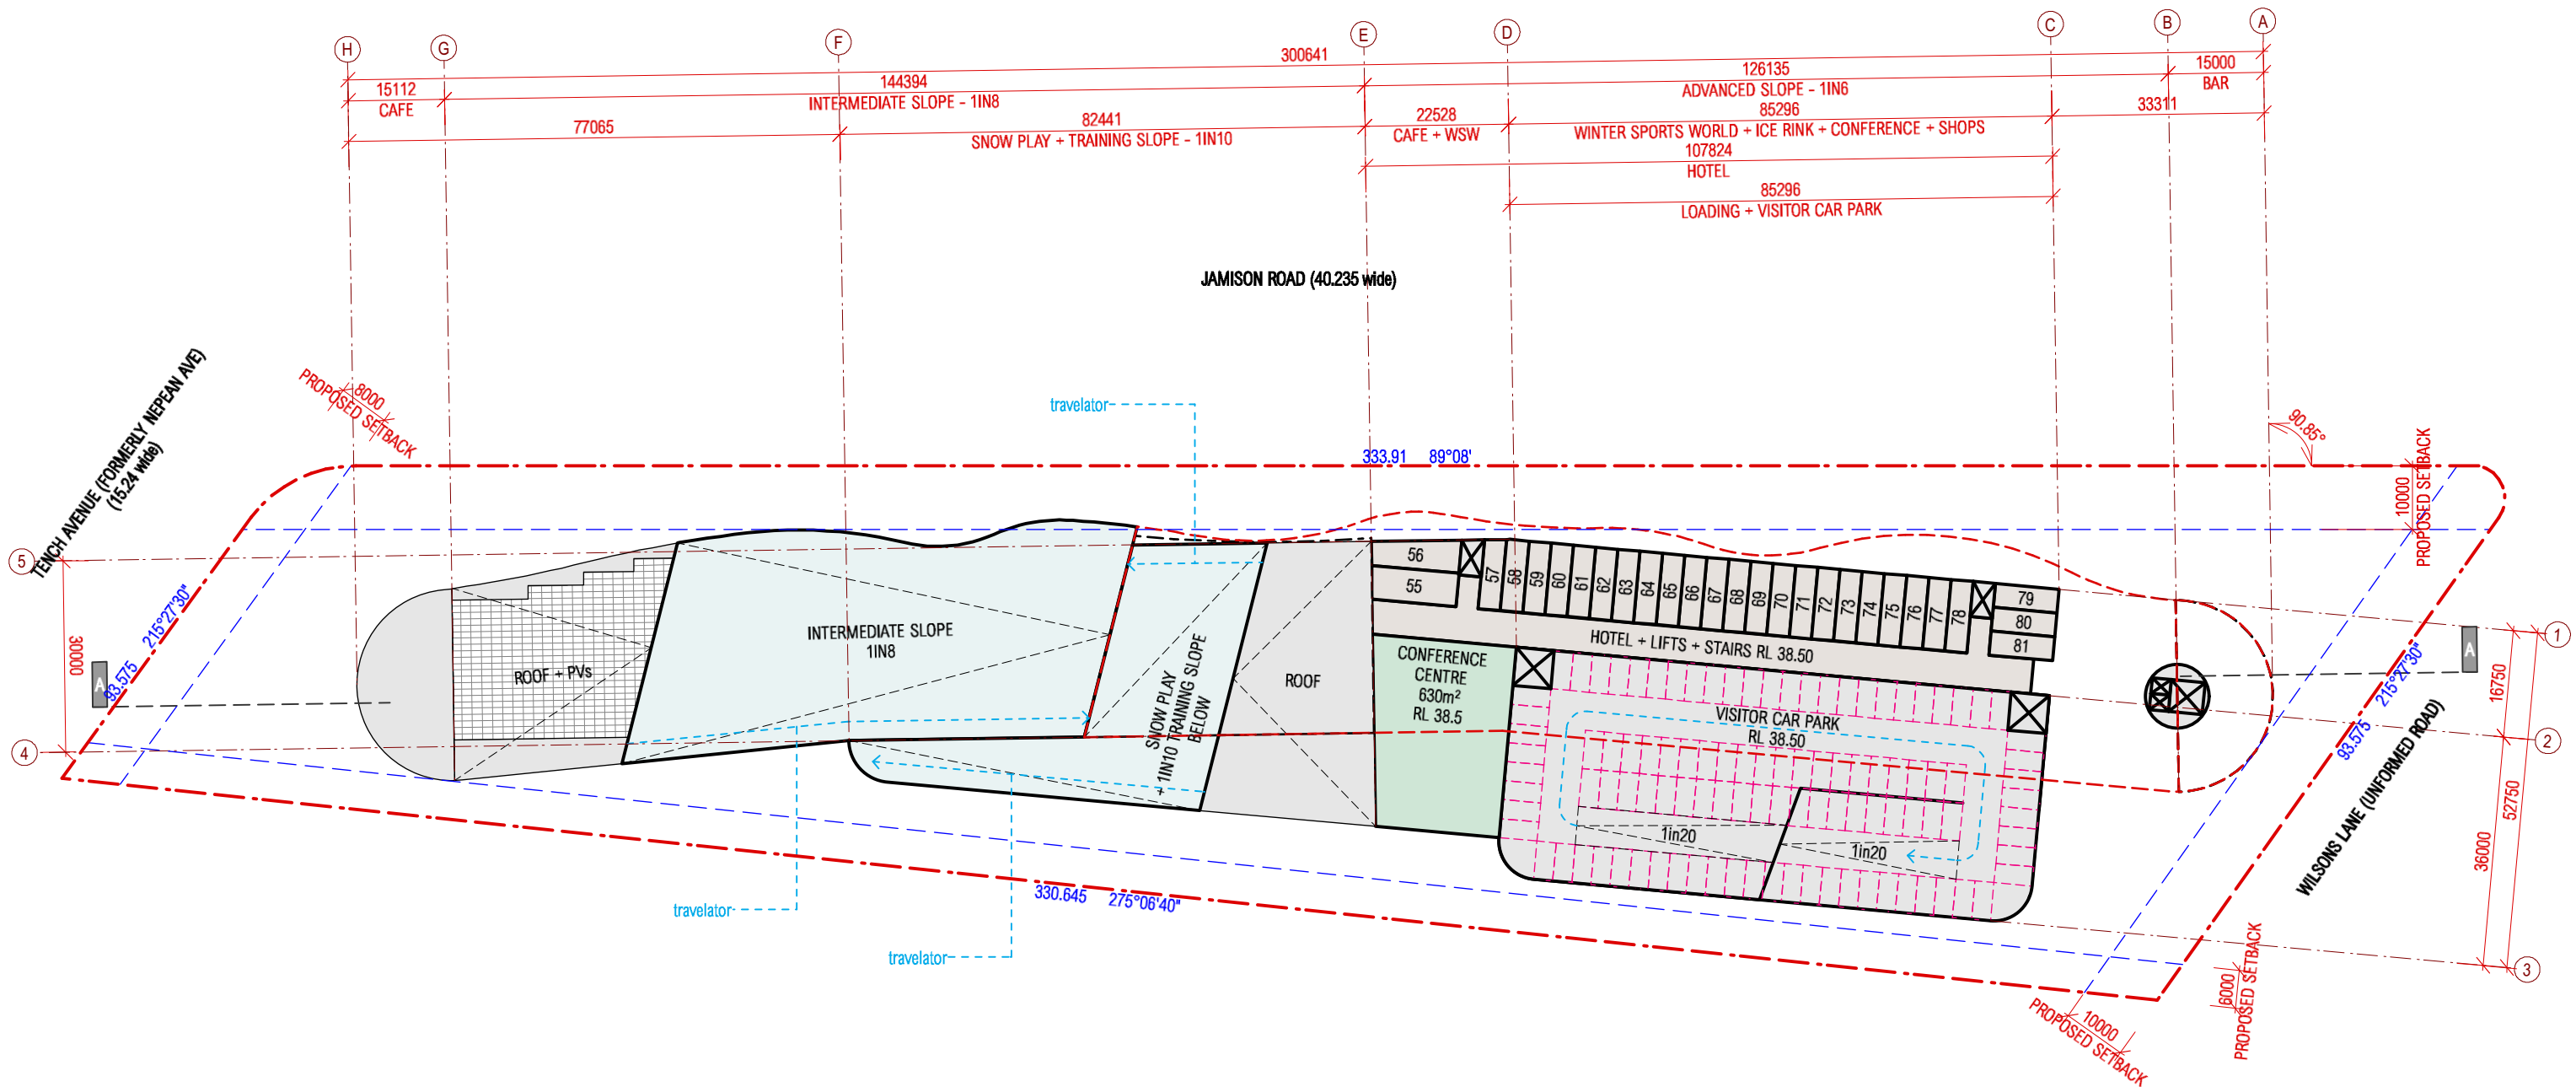 H
G
F
E
D
C
B
A
300641
15112
CAFE
144394
INTERMEDIATE SLOPE - 1IN8
126135
ADVANCED SLOPE - 1IN6
15000
BAR
77065
82441
SNOW PLAY + TRAINING SLOPE - 1IN10
22528
CAFE + WSW
85296
WINTER SPORTS WORLD + ICE RINK + CONFERENCE + SHOPS
33311
107824
HOTEL
85296
LOADING + VISITOR CAR PARK
JAMISON ROAD (40.235 wide)
TENCH AVENUE (FORMERLY NEPEAN AVE)
(15.24 wide)
8000
PROPOSED SETBACK
travelator
333.91 89°08'
90.85°
10000
PROPOSED SETBACK
5
4
30000
A
93.575 215°27'30"
ROOF + PVs
INTERMEDIATE SLOPE
1IN8
SNOW PLAY
+ 1IN10 TRAINING SLOPE
BELOW
ROOF
56
55
57
58
59
60
61
62
63
64
65
66
67
68
69
70
71
72
73
74
75
76
77
78
79
80
81
HOTEL + LIFTS + STAIRS RL 38.50
CONFERENCE
CENTRE
630m²
RL 38.5
VISITOR CAR PARK
RL 38.50
1in20
1in20
A
1
2
3
16750
36000
52750
93.575 215°27'30"
WILSONS LANE (UNFORMED ROAD)
travelator
travelator
330.645 275°06'40"
6000
PROPOSED SETBACK
10000
PROPOSED SETBACK